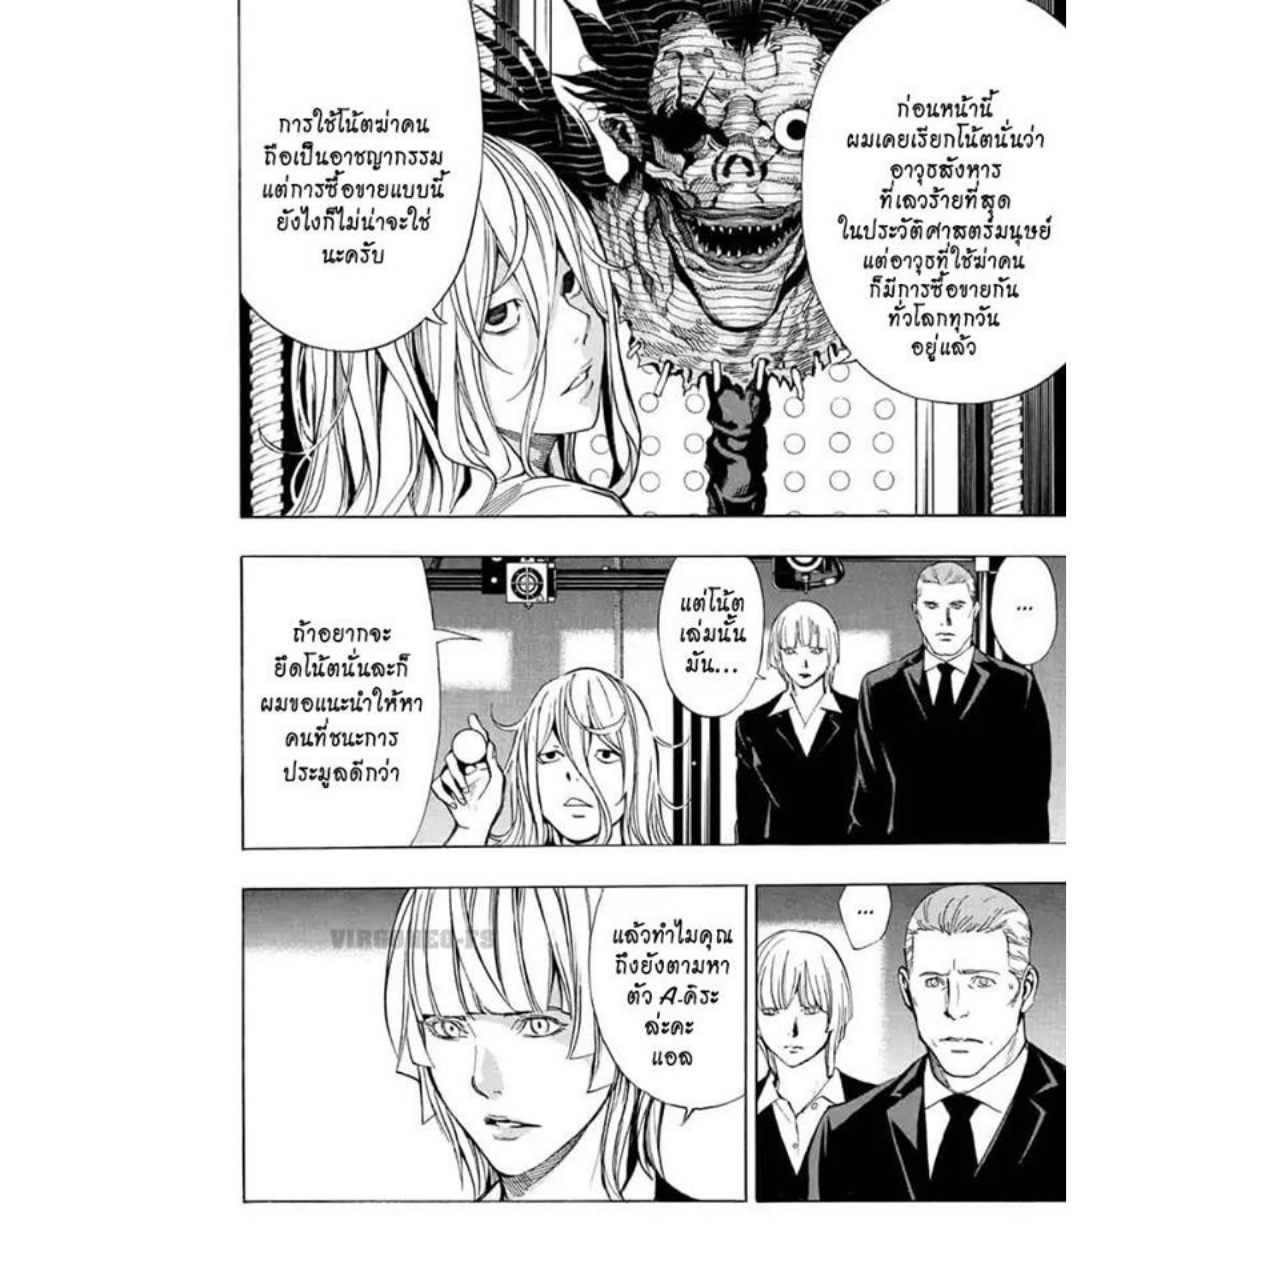 ก่อนหน้านี้
ผมเคยเรียกโน้ตนั่นว่า
อาวุธสังหาร
ที่เลวร้ายที่สุด
ในประวัติศาสตร์มนุษย์
แต่อาวุธที่ใช้ฆ่าคน
ก็มีการซื้อขายกัน
ทั่วโลกทุกวัน
อยู่แล้ว
การใช้โน้ตฆ่าคน
ถือเป็นอาชญากรรม
แต่การซื้อขายแบบนี้
ยังไงก็ไม่น่าจะใช่
นะครับ
...
แต่โน้ต
เล่มนั้น
มัน...
ถ้าอยากจะ
ยึดโน้ตนั่นละก็
ผมขอแนะนำให้หา
คนที่ชนะการ
ประมูลดีกว่า
...
แล้วทำไมคุณ
ถึงยังตามหา
ตัว A-คิระ
ล่ะคะ
แอล
VIRGONEO-FS